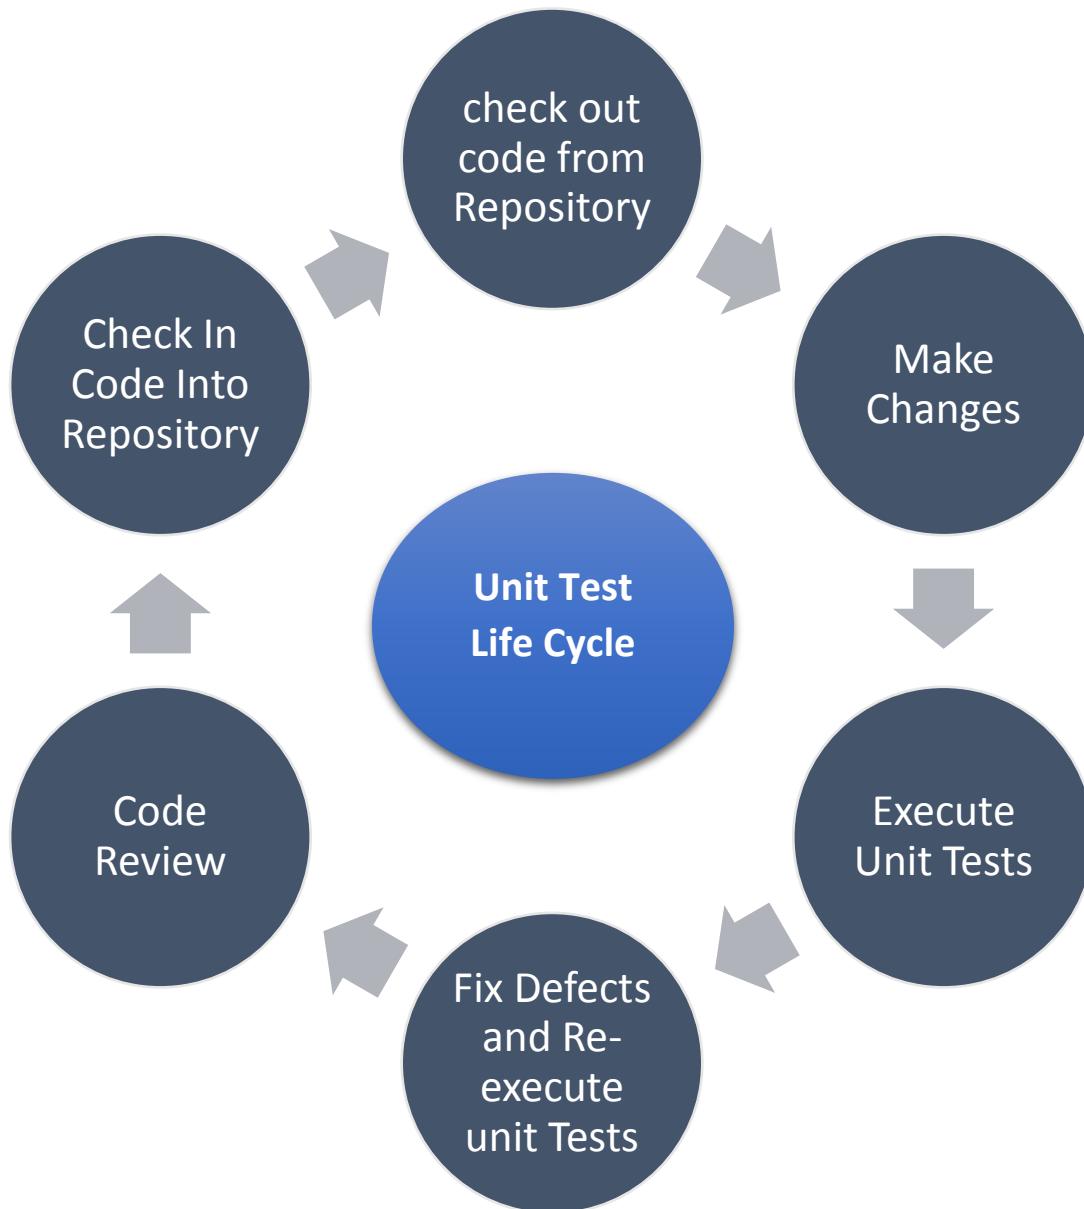 check out
code from
Repository
Make
Changes
Execute
Unit Tests
Fix Defects
and Re-
execute
unit Tests
Code
Review
Check In
Code Into
Repository
Unit Test
Life Cycle